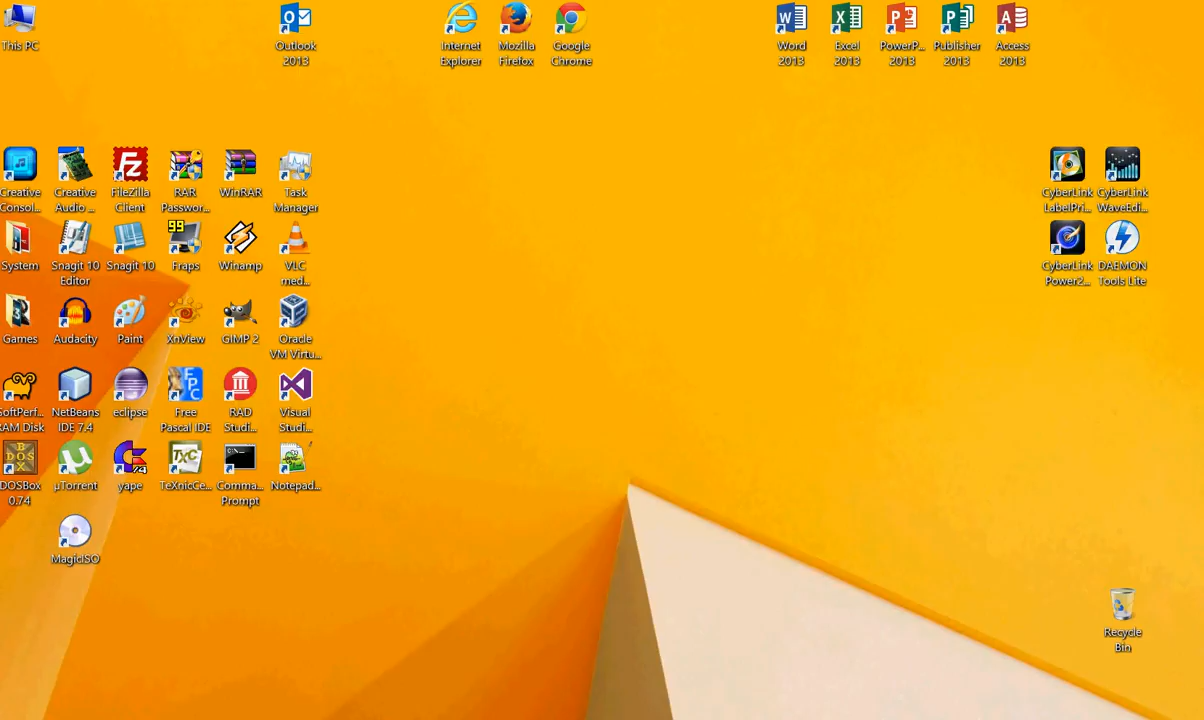 This PC
Outlook
2013
Internet
Explorer
Mozilla
Firefox
Google
Chrome
Word
2013
Excel
2013
PowerP...
2013
Publisher
2013
Access
2013
Creative
Consol...
Creative
Audio ...
FileZilla
Client
RAR
Passwor...
WinRAR
Task
Manager
CyberLink
LabelPri...
CyberLink
WaveEdi...
System
Snagit 10
Editor
Snagit 10
99
Fraps
Winamp
VLC
med...
CyberLink
Power2...
DAEMON
Tools Lite
Games
Audacity
Paint
XnView
GIMP 2
Oracle
VM Virtu...
SoftPerf...
RAM Disk
NetBeans
IDE 7.4
eclipse
Free
Pascal IDE
RAD
Studi...
Visual
Studi...
DOSBox
0.74
µTorrent
yape
TeXnicCe...
Comma...
Prompt
Notepad...
MagicISO
Recycle
Bin